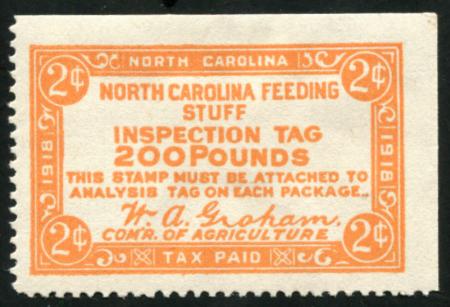 2¢ NORTH CAROLINA 2¢
NORTH CAROLINA FEEDING
STUFF
INSPECTION TAG
200 POUNDS
THIS STAMP MUST BE ATTACHED TO
ANALYSIS TAG ON EACH PACKAGE..
1918
1918
Wm. A. Graham.
COM'R. OF AGRICULTURE
2¢ TAX PAID 2¢